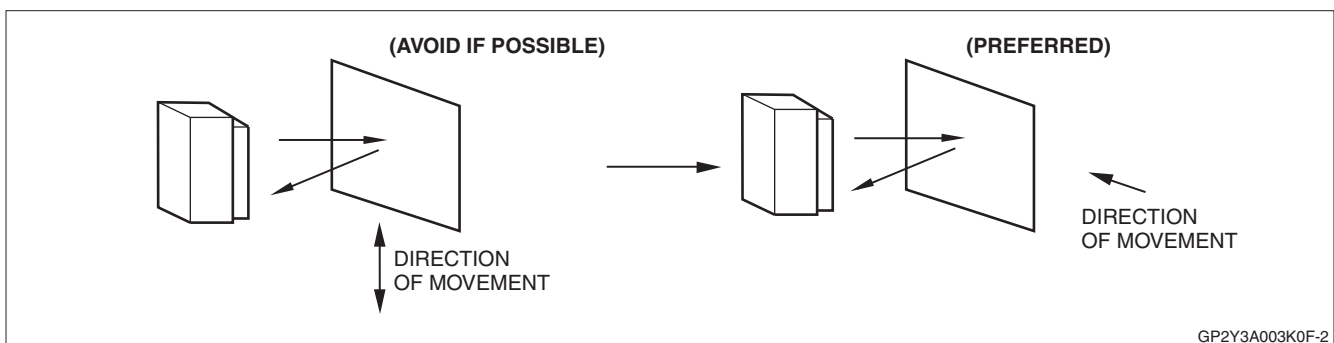 (AVOID IF POSSIBLE)
(PREFERRED)
DIRECTION
OF MOVEMENT
DIRECTION
OF MOVEMENT
GP2Y3A003K0F-2